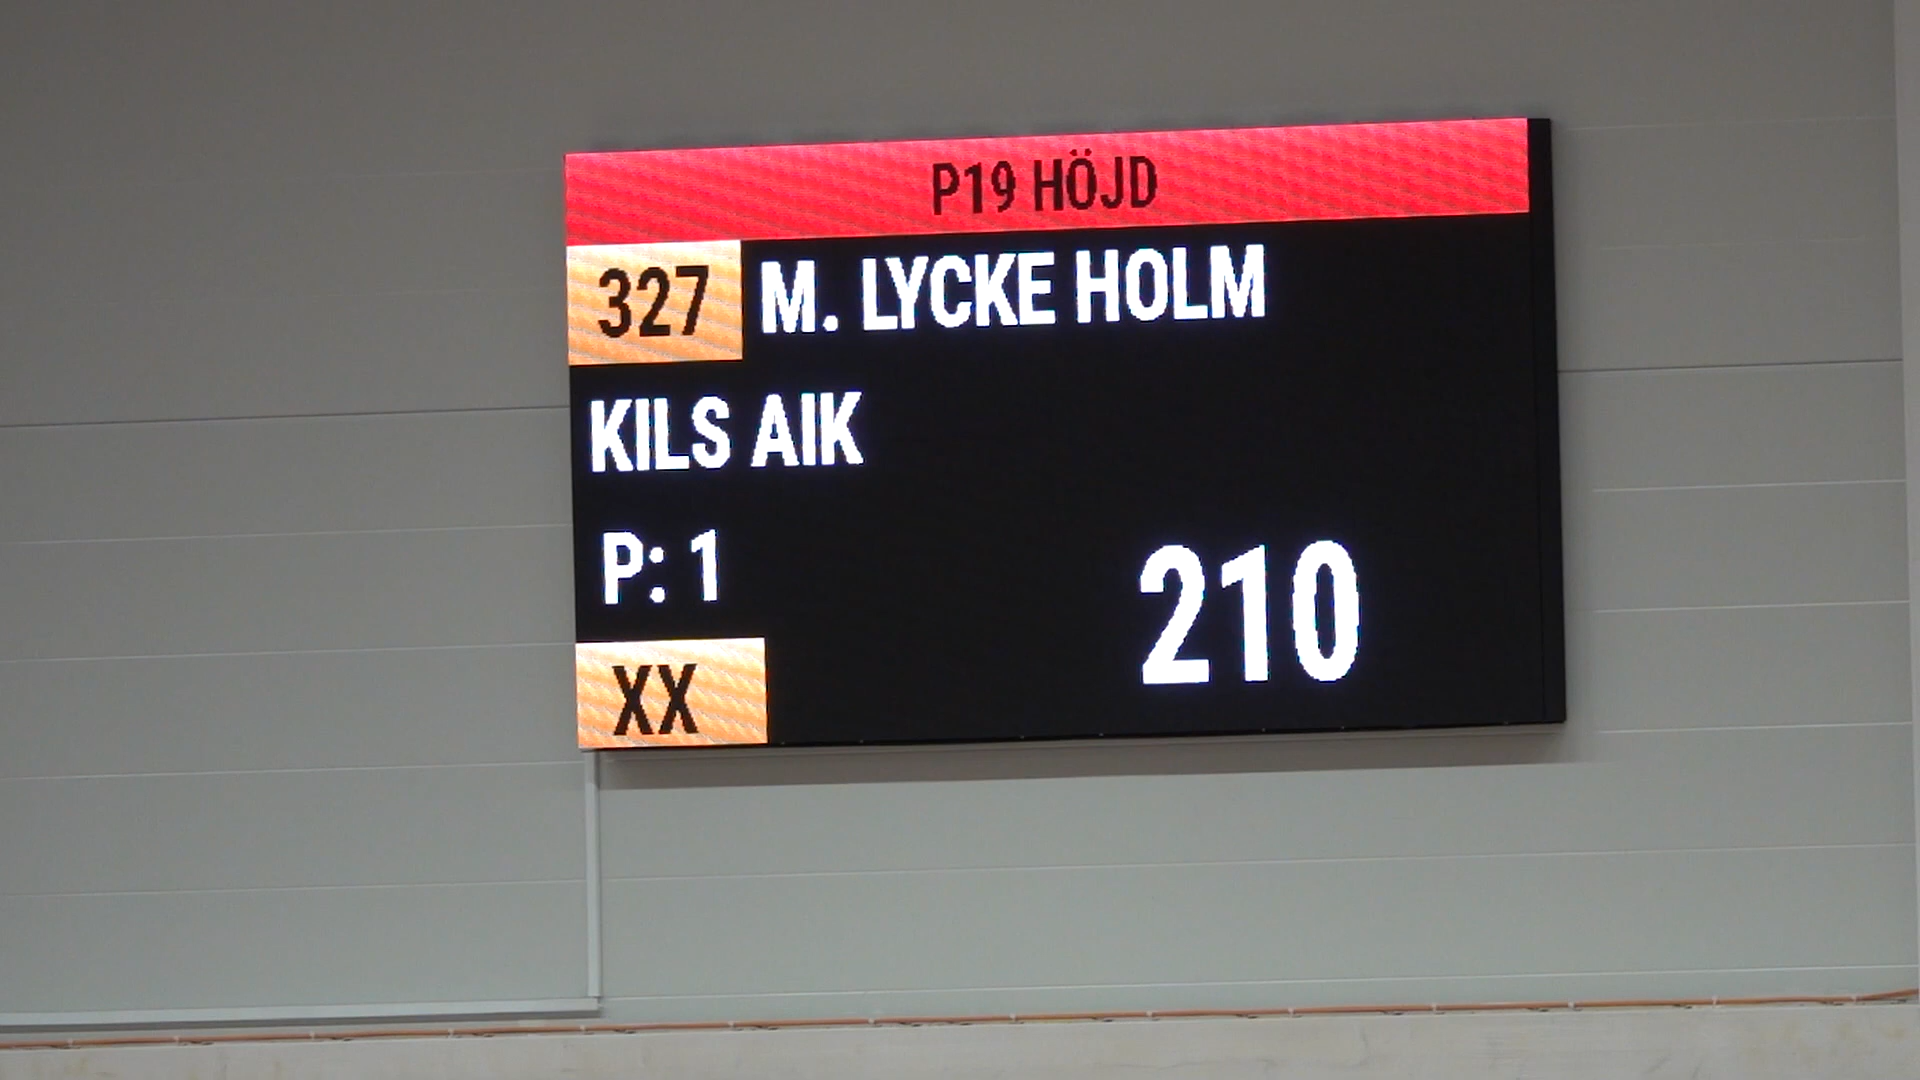 P19 HÖJD
327 M. LYCKE HOLM
KILS AIK
P: 1
210
XX